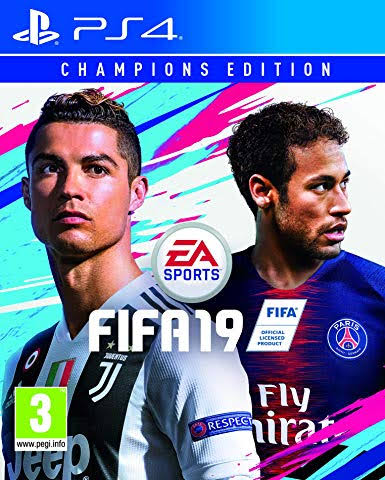 PS4
CHAMPIONS EDITION
EA
SPORTS
FIFA19
FIFA
OFFICIAL
LICENSED
PRODUCT
PARIS
JUVENTUS
Jeep
RESPECT
Fly
3
www.pegi.info